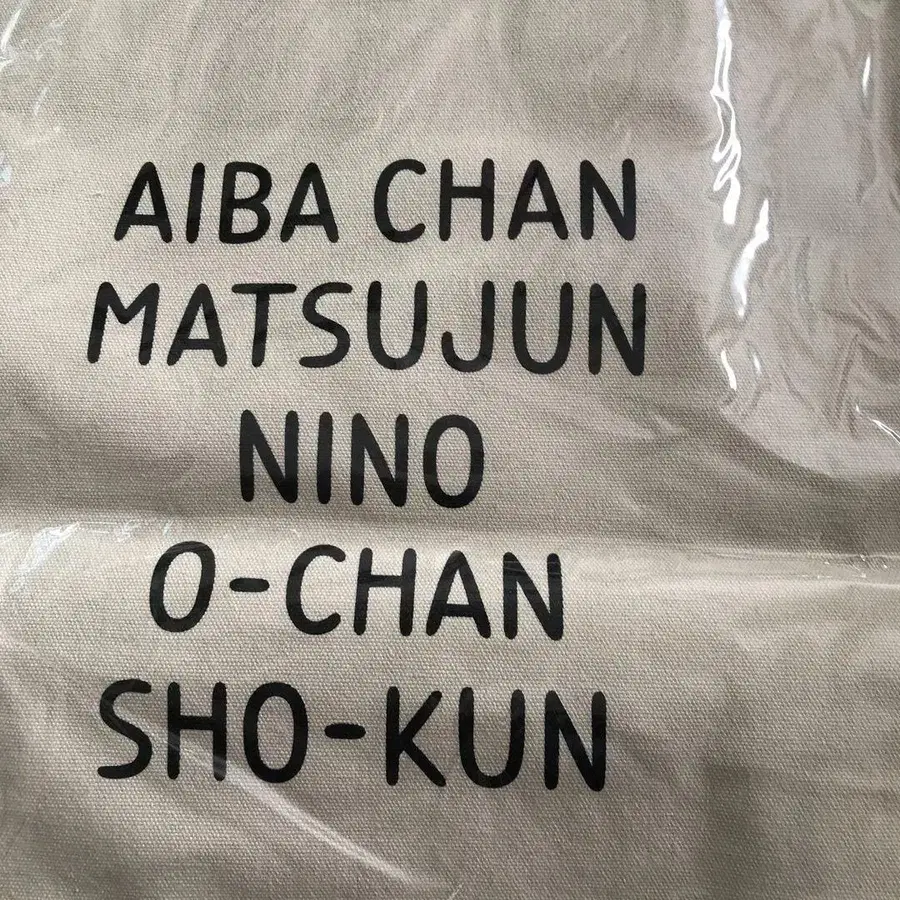 AIBA CHAN
MATSUJUN
NINO
O-CHAN
SHO-KUN